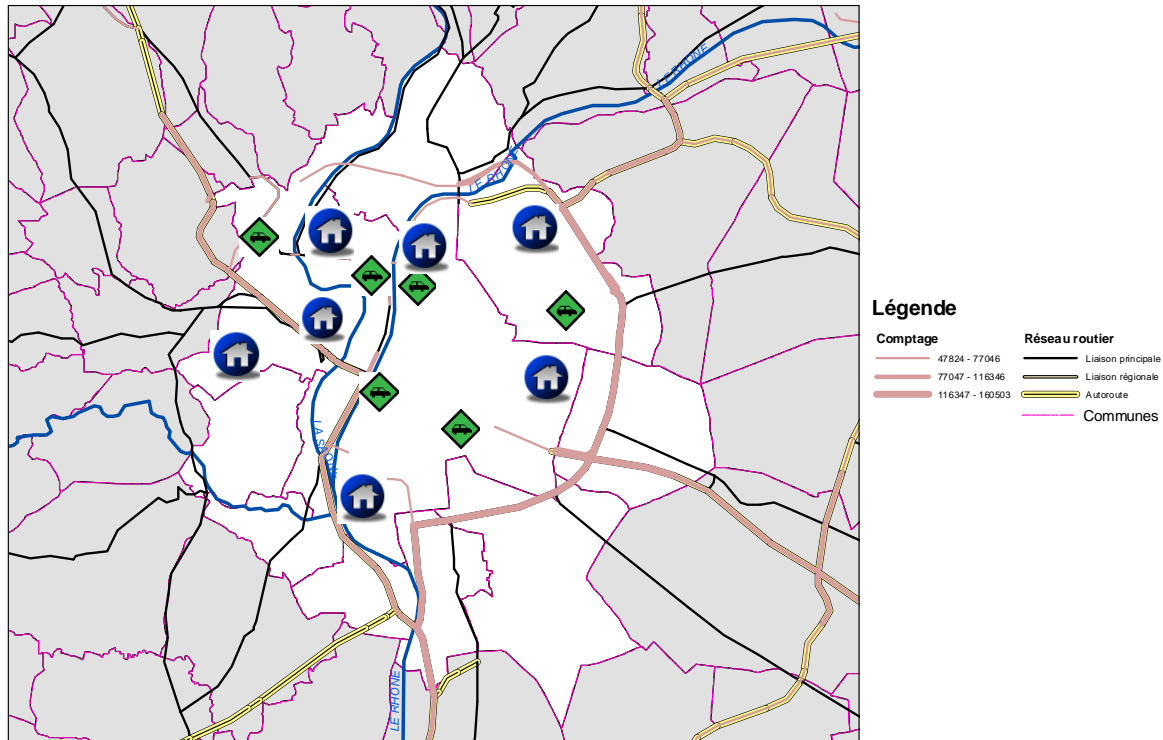 LE RHONE
LE RHON
LA SAONE
LE RHONE
Légende
Comptage
47824 - 77046
77047 - 116346
116347 - 160503
Réseau routier
Liaison principale
Liaison régionale
Autoroute
Communes